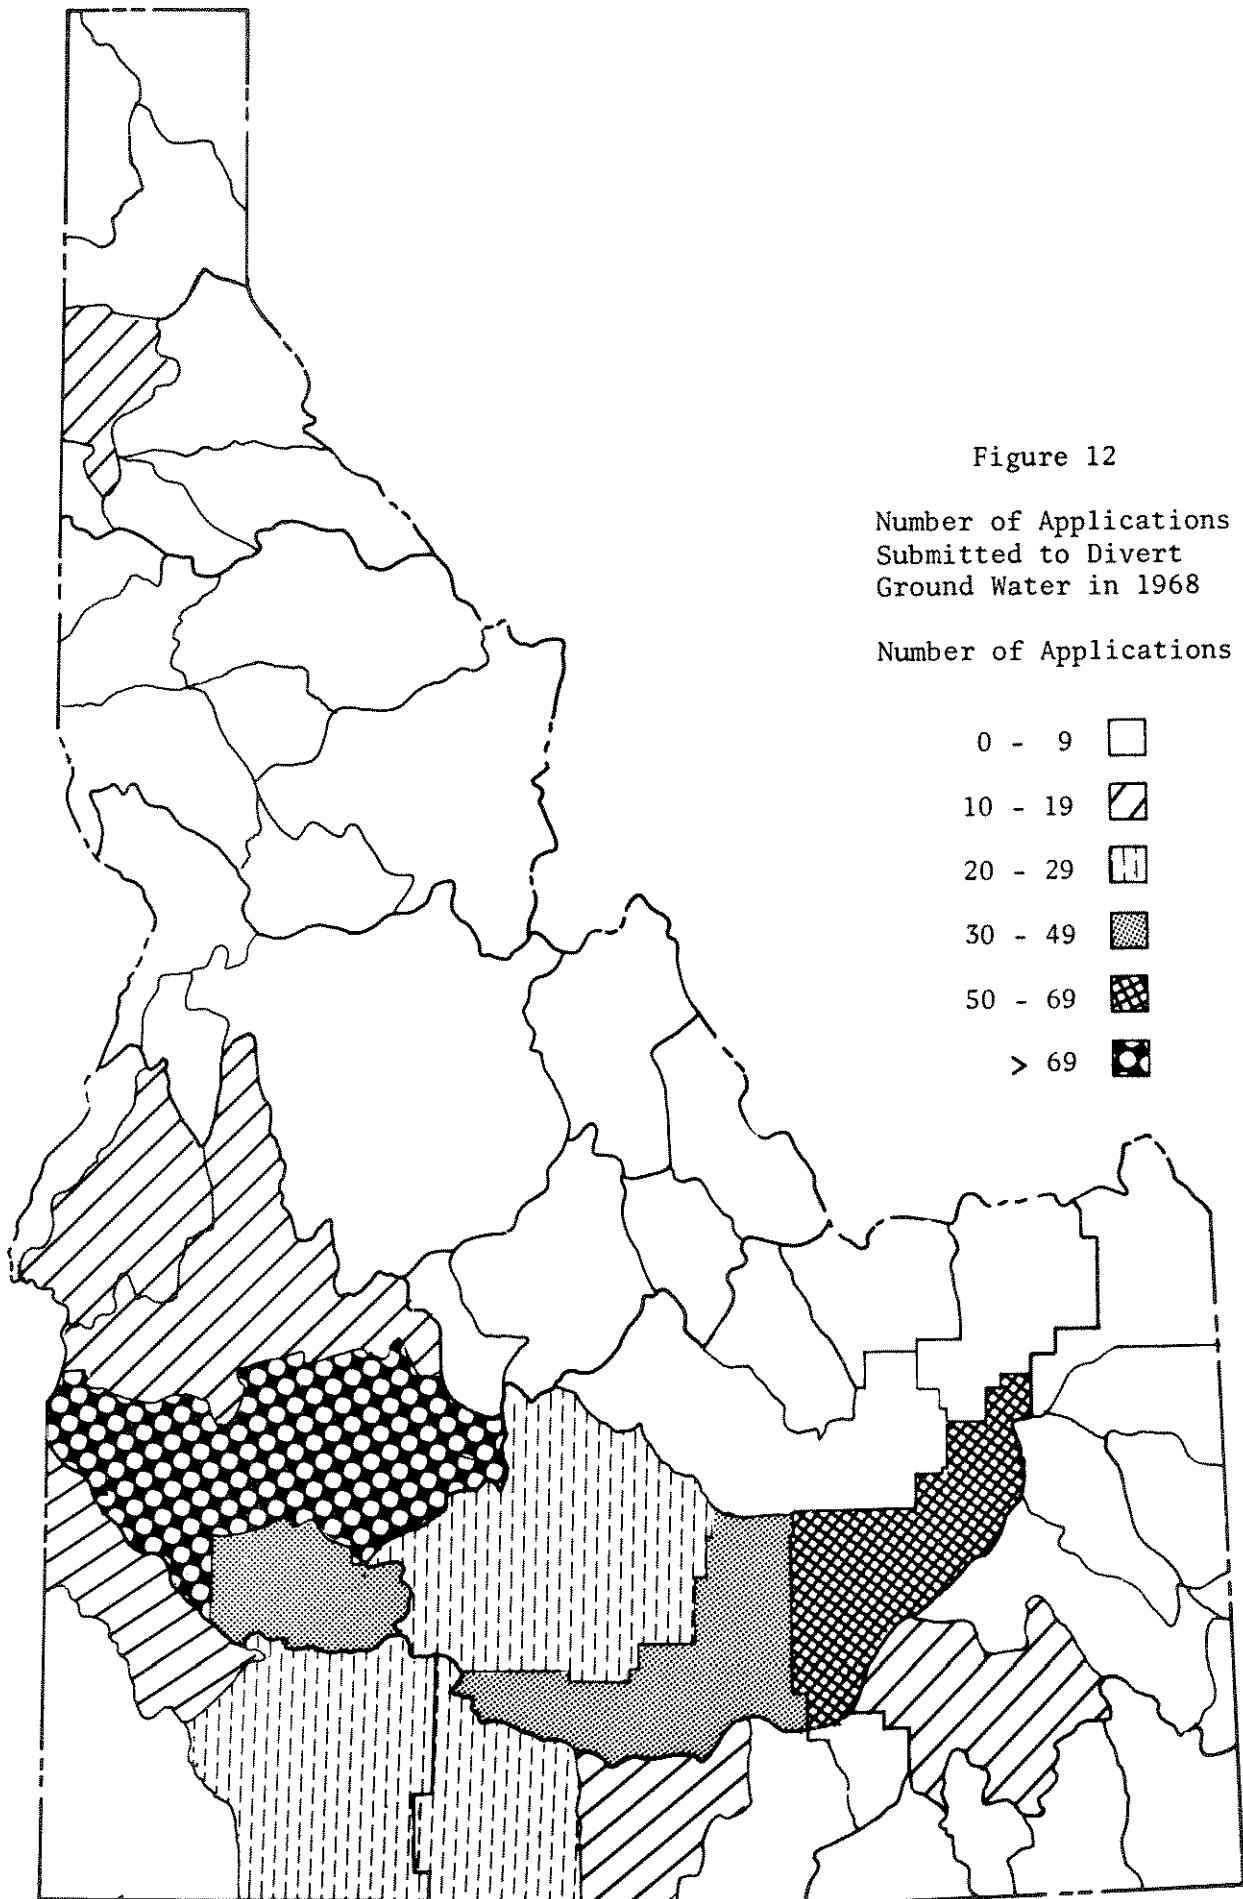 Figure 12
Number of Applications
Submitted to Divert
Ground Water in 1968
Number of Applications
0 - 9
10 - 19
20 - 29
30 - 49
50 - 69
> 69